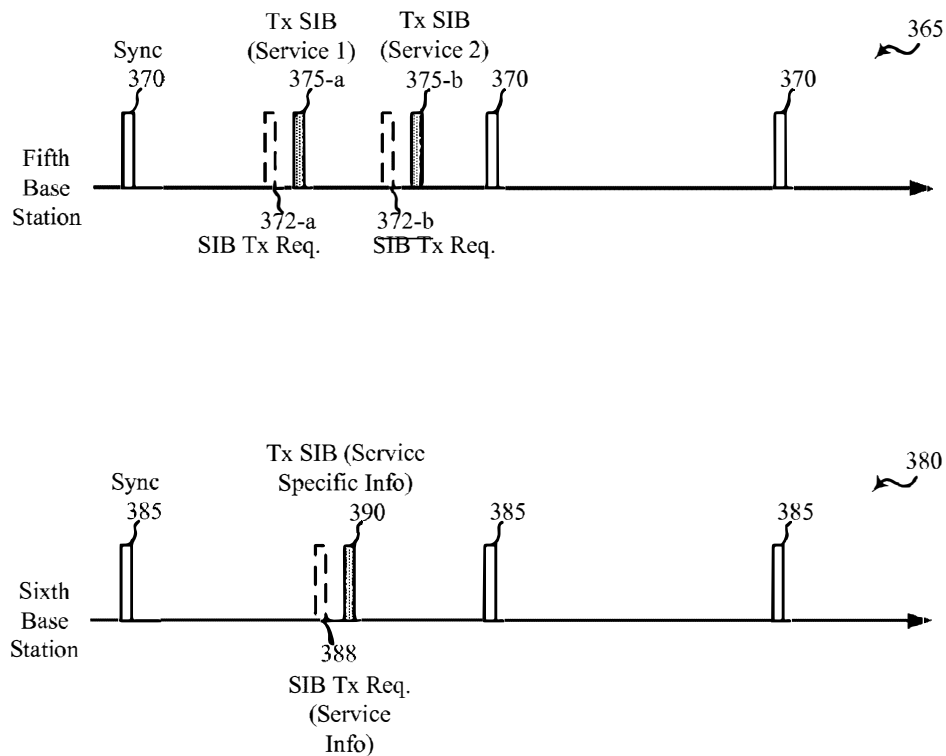 Tx SIB
(Service 1)
Tx SIB
(Service 2)
365
Sync
370
375-a
375-b
370
370
Fifth
Base
Station
372-a
SIB Tx Req.
372-b
SIB Tx Req.
Tx SIB (Service
Specific Info)
380
Sync
385
390
385
385
Sixth
Base
Station
388
SIB Tx Req.
(Service
Info)